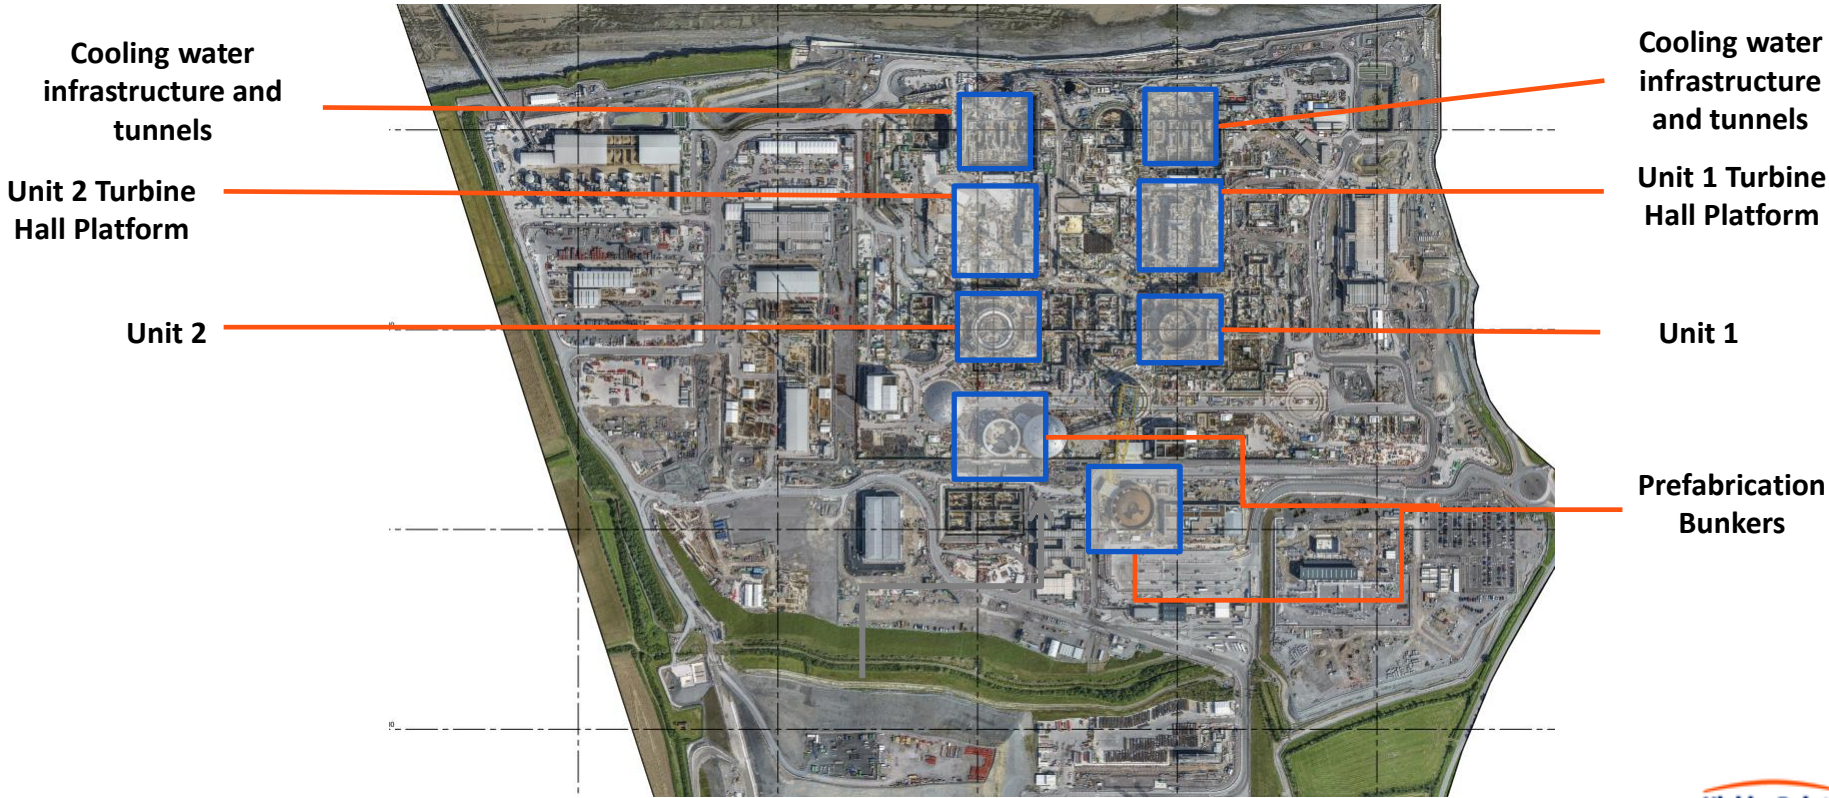 Cooling water
infrastructure and
tunnels
Unit 2 Turbine
Hall Platform
Unit 2
Cooling water
infrastructure
and tunnels
Unit 1 Turbine
Hall Platform
Unit 1
Prefabrication
Bunkers